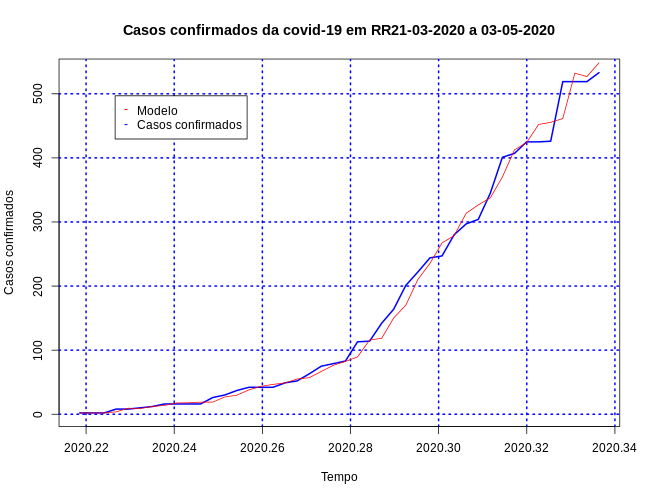 Casos confirmados da covid-19 em RR21-03-2020 a 03-05-2020
Casos confirmados
500
400
300
200
100
0
- Modelo
- Casos confirmados
2020.22 2020.24 2020.26 2020.28 2020.30 2020.32 2020.34
Tempo